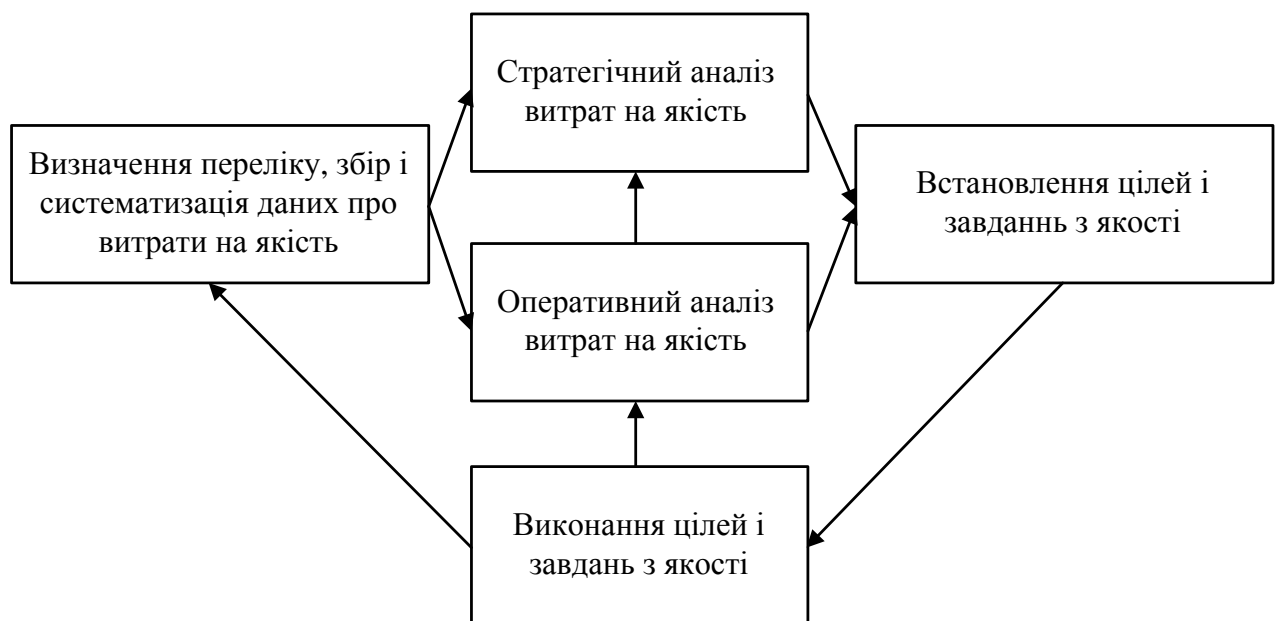 Стратегічний аналіз
витрат на якість
Визначення переліку, збір і
систематизація даних про
витрати на якість
Встановлення цілей і
завданнь з якості
Оперативний аналіз
витрат на якість
Виконання цілей і
завдань з якості